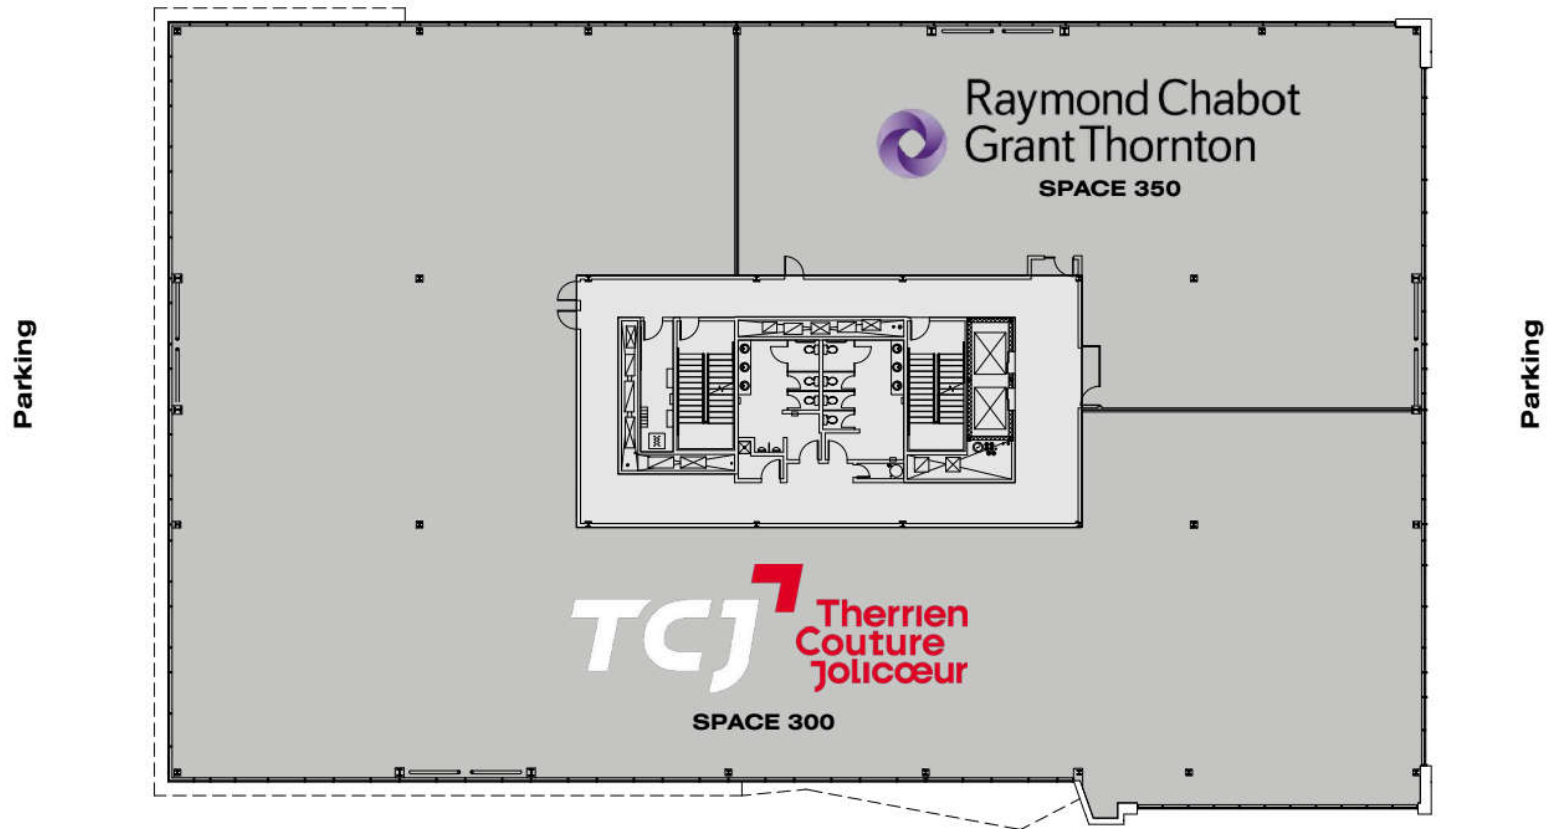 Raymond Chabot
Grant Thornton
SPACE 350
Parking
Parking
TCJ
Therrien
Couture
Jolicœur
SPACE 300